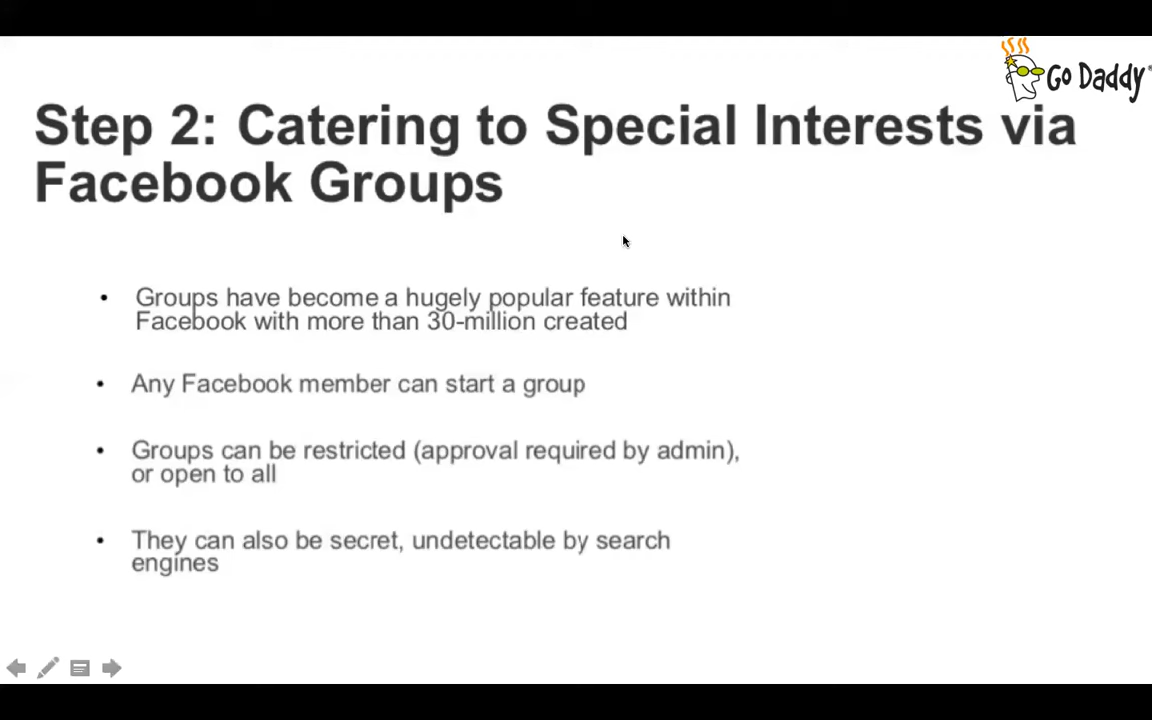 Go Daddy®
Step 2: Catering to Special Interests via
Facebook Groups
• Groups have become a hugely popular feature within
Facebook with more than 30-million created
• Any Facebook member can start a group
• Groups can be restricted (approval required by admin),
or open to all
• They can also be secret, undetectable by search
engines